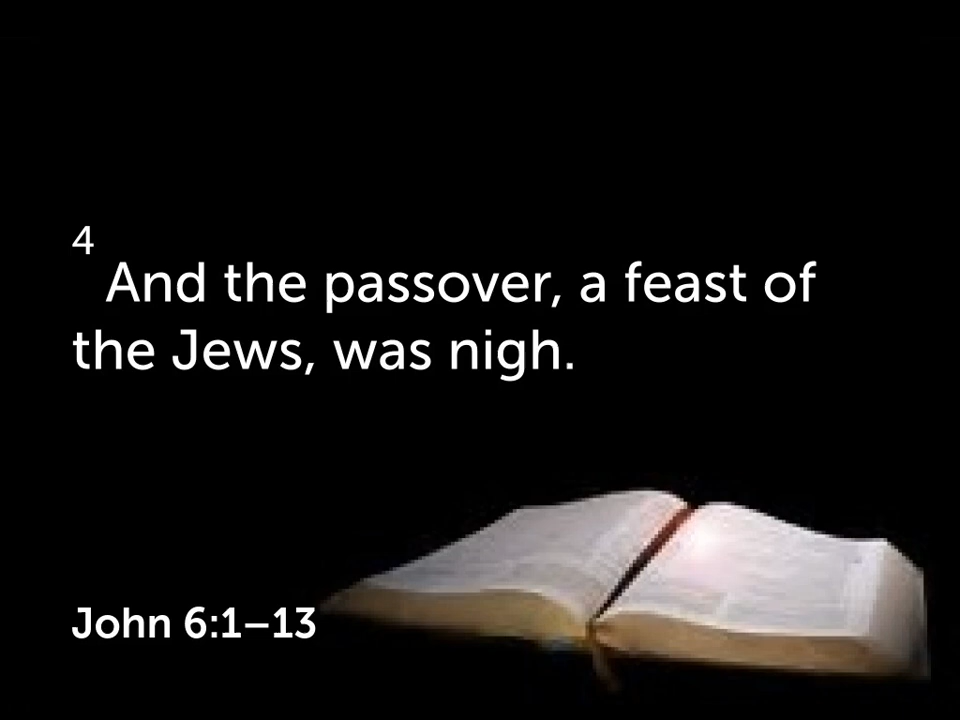 4
And the passover, a feast of
the Jews, was nigh.
John 6:1–13